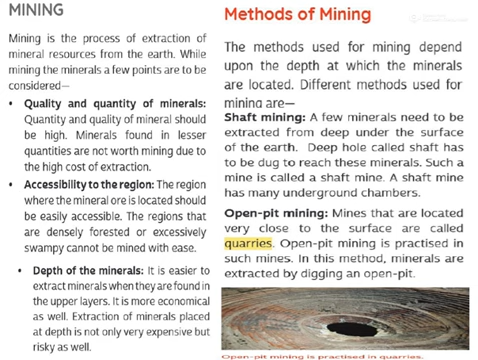 MINING
Mining is the process of extraction of
mineral resources from the earth. While
mining the minerals a few points are to be
considered—
• Quality and quantity of minerals:
Quantity and quality of mineral should
be high. Minerals found in lesser
quantities are not worth mining due to
the high cost of extraction.
• Accessibility to the region: The region
where the mineral ore is located should
be easily accessible. The regions that
are densely forested or excessively
swampy cannot be mined with ease.
• Depth of the minerals: It is easier to
extract minerals when they are found in
the upper layers. It is more economical
as well. Extraction of minerals placed
at depth is not only very expensive but
risky as well.
Methods of Mining
The methods used for mining depend
upon the depth at which the minerals
are located. Different methods used for
mining are—
Shaft mining: A few minerals need to be
extracted from deep under the surface
of the earth. Deep hole called shaft has
to be dug to reach these minerals. Such a
mine is called a shaft mine. A shaft mine
has many underground chambers.
Open-pit mining: Mines that are located
very close to the surface are called
quarries. Open-pit mining is practised in
such mines. In this method, minerals are
extracted by digging an open-pit.
Open-pit mining is practised in quarries.